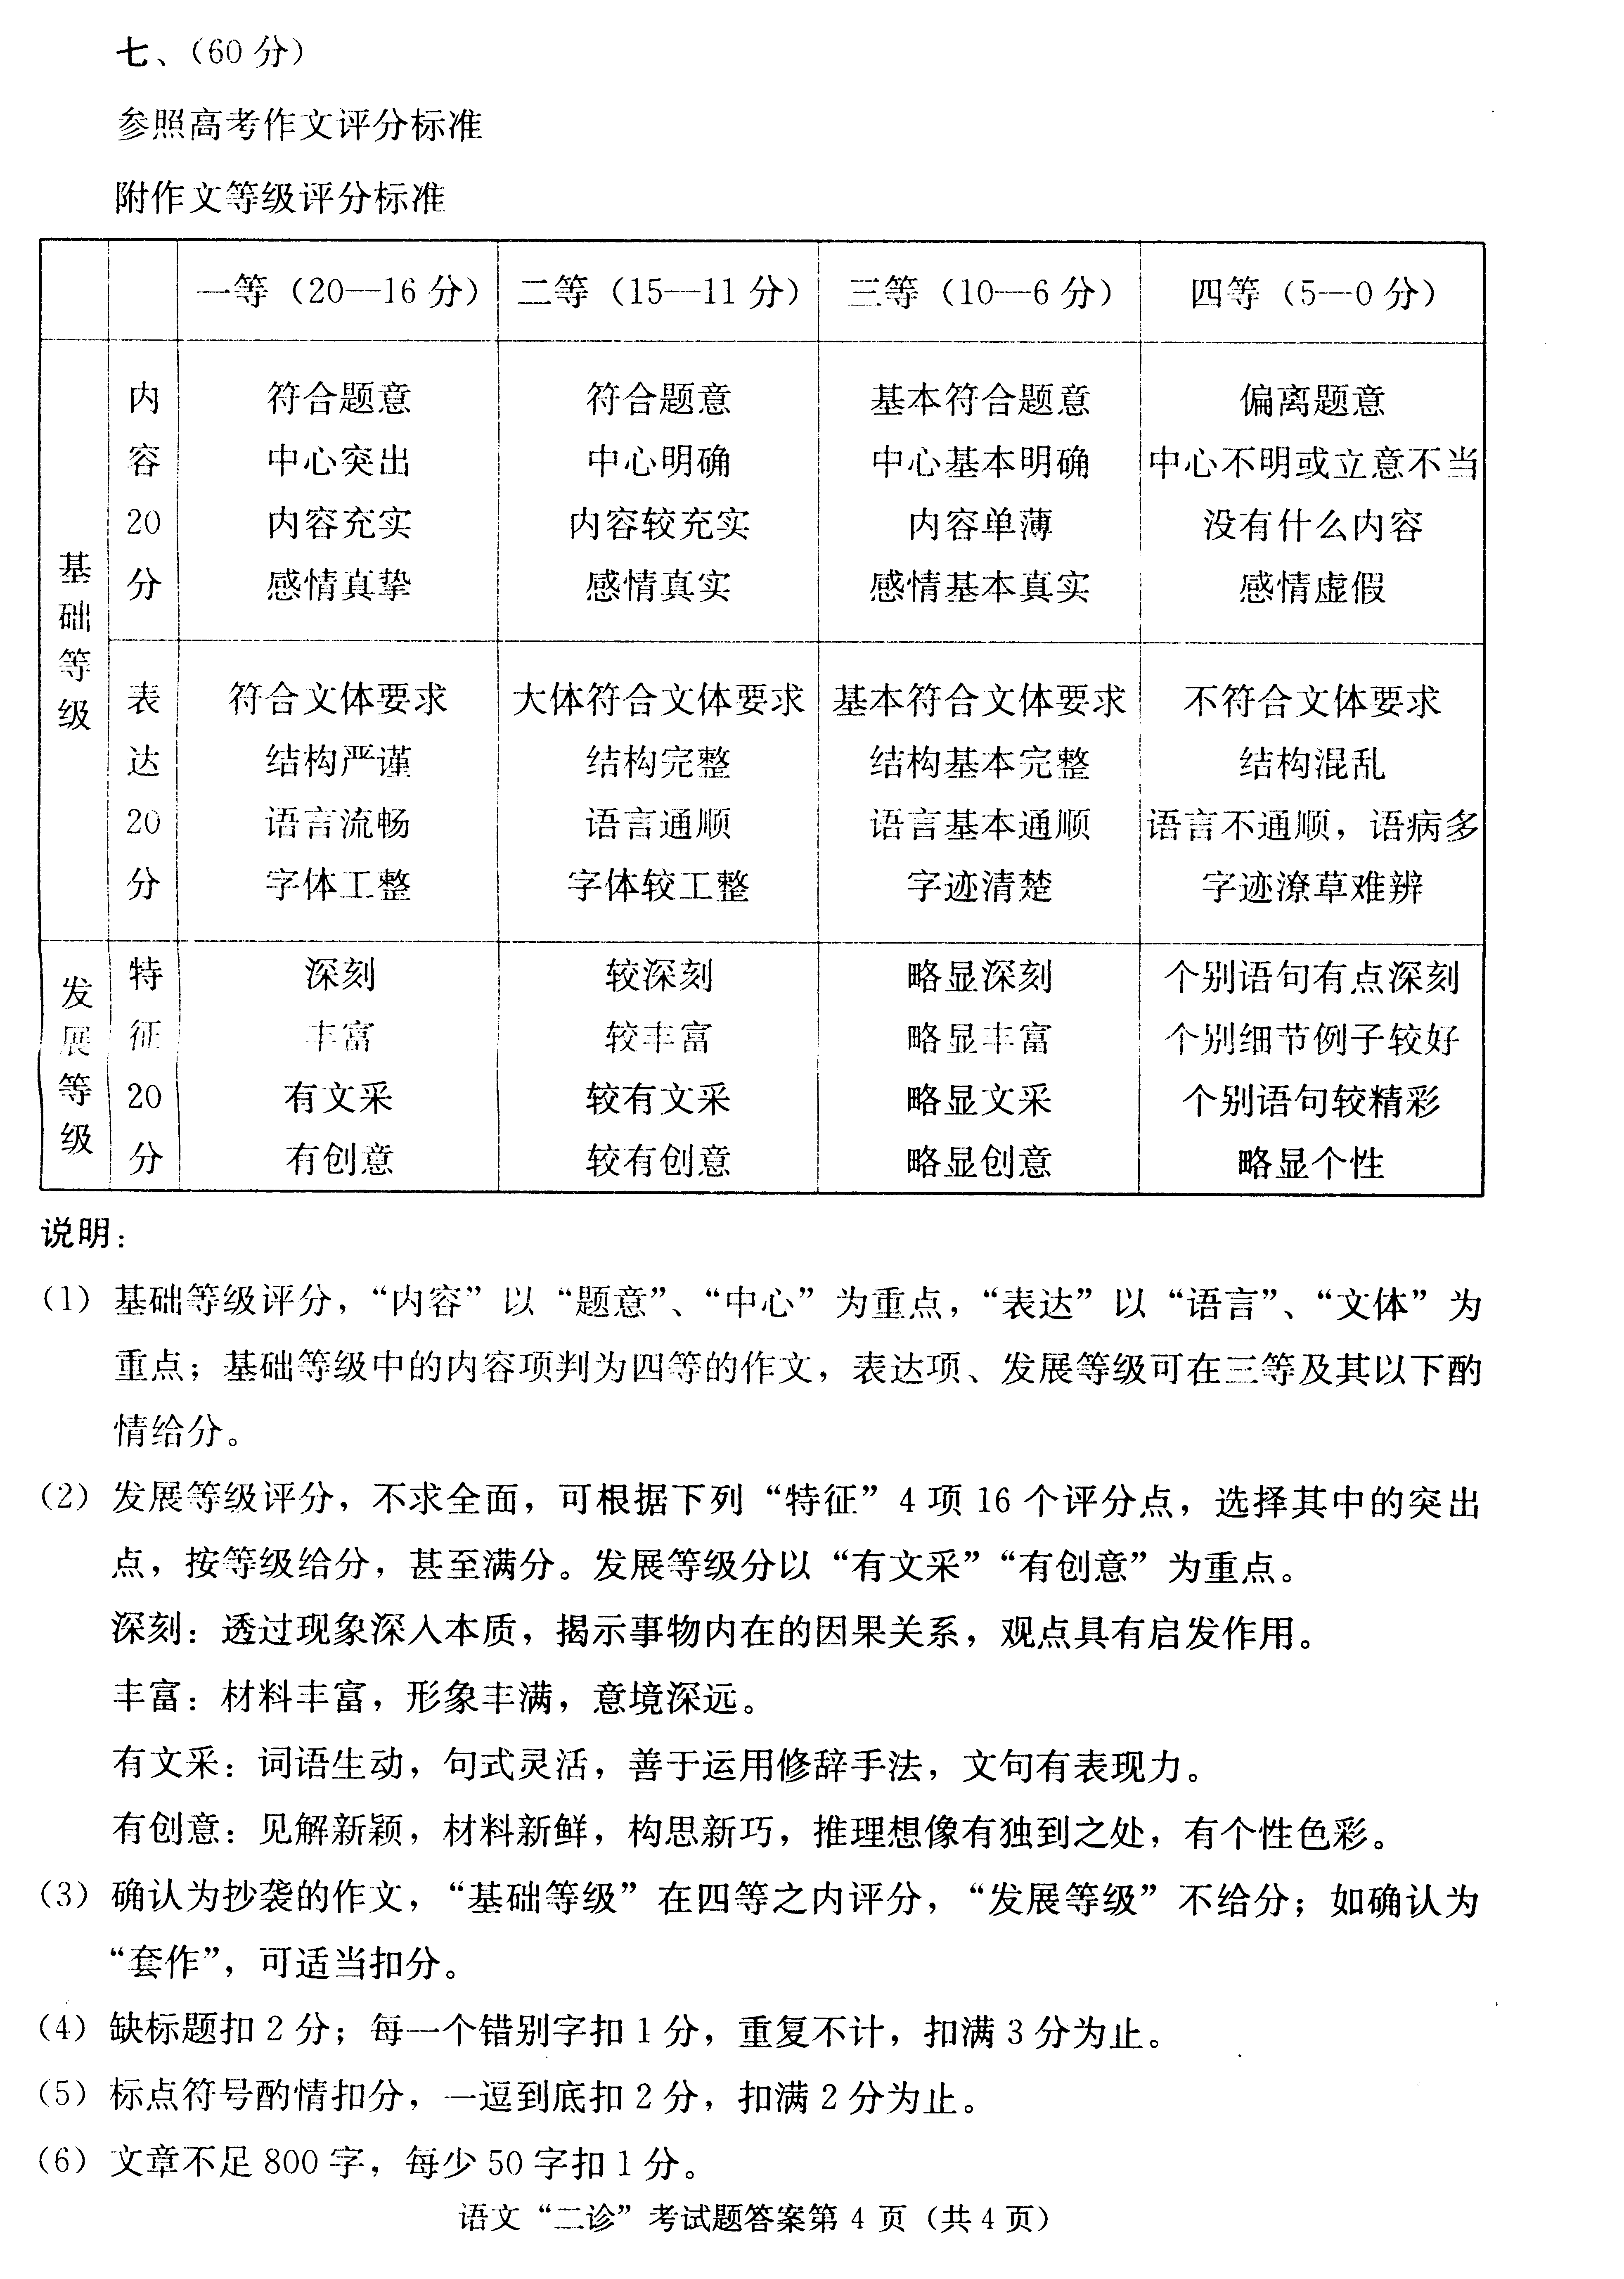 七、（60 分）
参照高考作文评分标准
附作文等级评分标准
一等（20—16 分） 二等（15—11 分） 三等（10—6 分） 四等（5—0 分）
基础等级
内容20分
符合题意 符合题意 基本符合题意 偏离题意
中心突出 中心明确 中心基本明确 中心不明或立意不当
内容充实 内容较充实 内容单薄 没有什么内容
感情真挚 感情真实 感情基本真实 感情虚假
表达20分
符合文体要求 大体符合文体要求 基本符合文体要求 不符合文体要求
结构严谨 结构完整 结构基本完整 结构混乱
语言流畅 语言通顺 语言基本通顺 语言不通顺，语病多
字体工整 字体较工整 字迹清楚 字迹潦草难辨
发展等级
特征20分
深刻 较深刻 略显深刻 个别语句有点深刻
丰富 较丰富 略显丰富 个别细节例子较好
有文采 较有文采 略显文采 个别语句较精彩
有创意 较有创意 略显创意 略显个性
说明：
（1）基础等级评分，“内容”以“题意”、“中心”为重点，“表达”以“语言”、“文体”为
重点；基础等级中的内容项判为四等的作文，表达项、发展等级可在三等及其以下酌
情给分。
（2）发展等级评分，不求全面，可根据下列“特征”4 项 16 个评分点，选择其中的突出
点，按等级给分，甚至满分。发展等级分以“有文采”“有创意”为重点。
深刻：透过现象深入本质，揭示事物内在的因果关系，观点具有启发作用。
丰富：材料丰富，形象丰满，意境深远。
有文采：词语生动，句式灵活，善于运用修辞手法，文句有表现力。
有创意：见解新颖，材料新鲜，构思新巧，推理想像有独到之处，有个性色彩。
（3）确认为抄袭的作文，“基础等级”在四等之内评分，“发展等级”不给分；如确认为
“套作”，可适当扣分。
（4）缺标题扣 2 分；每一个错别字扣 1 分，重复不计，扣满 3 分为止。
（5）标点符号酌情扣分，一逗到底扣 2 分，扣满 2 分为止。
（6）文章不足 800 字，每少 50 字扣 1 分。
语文“二诊”考试题答案第 4 页（共 4 页）